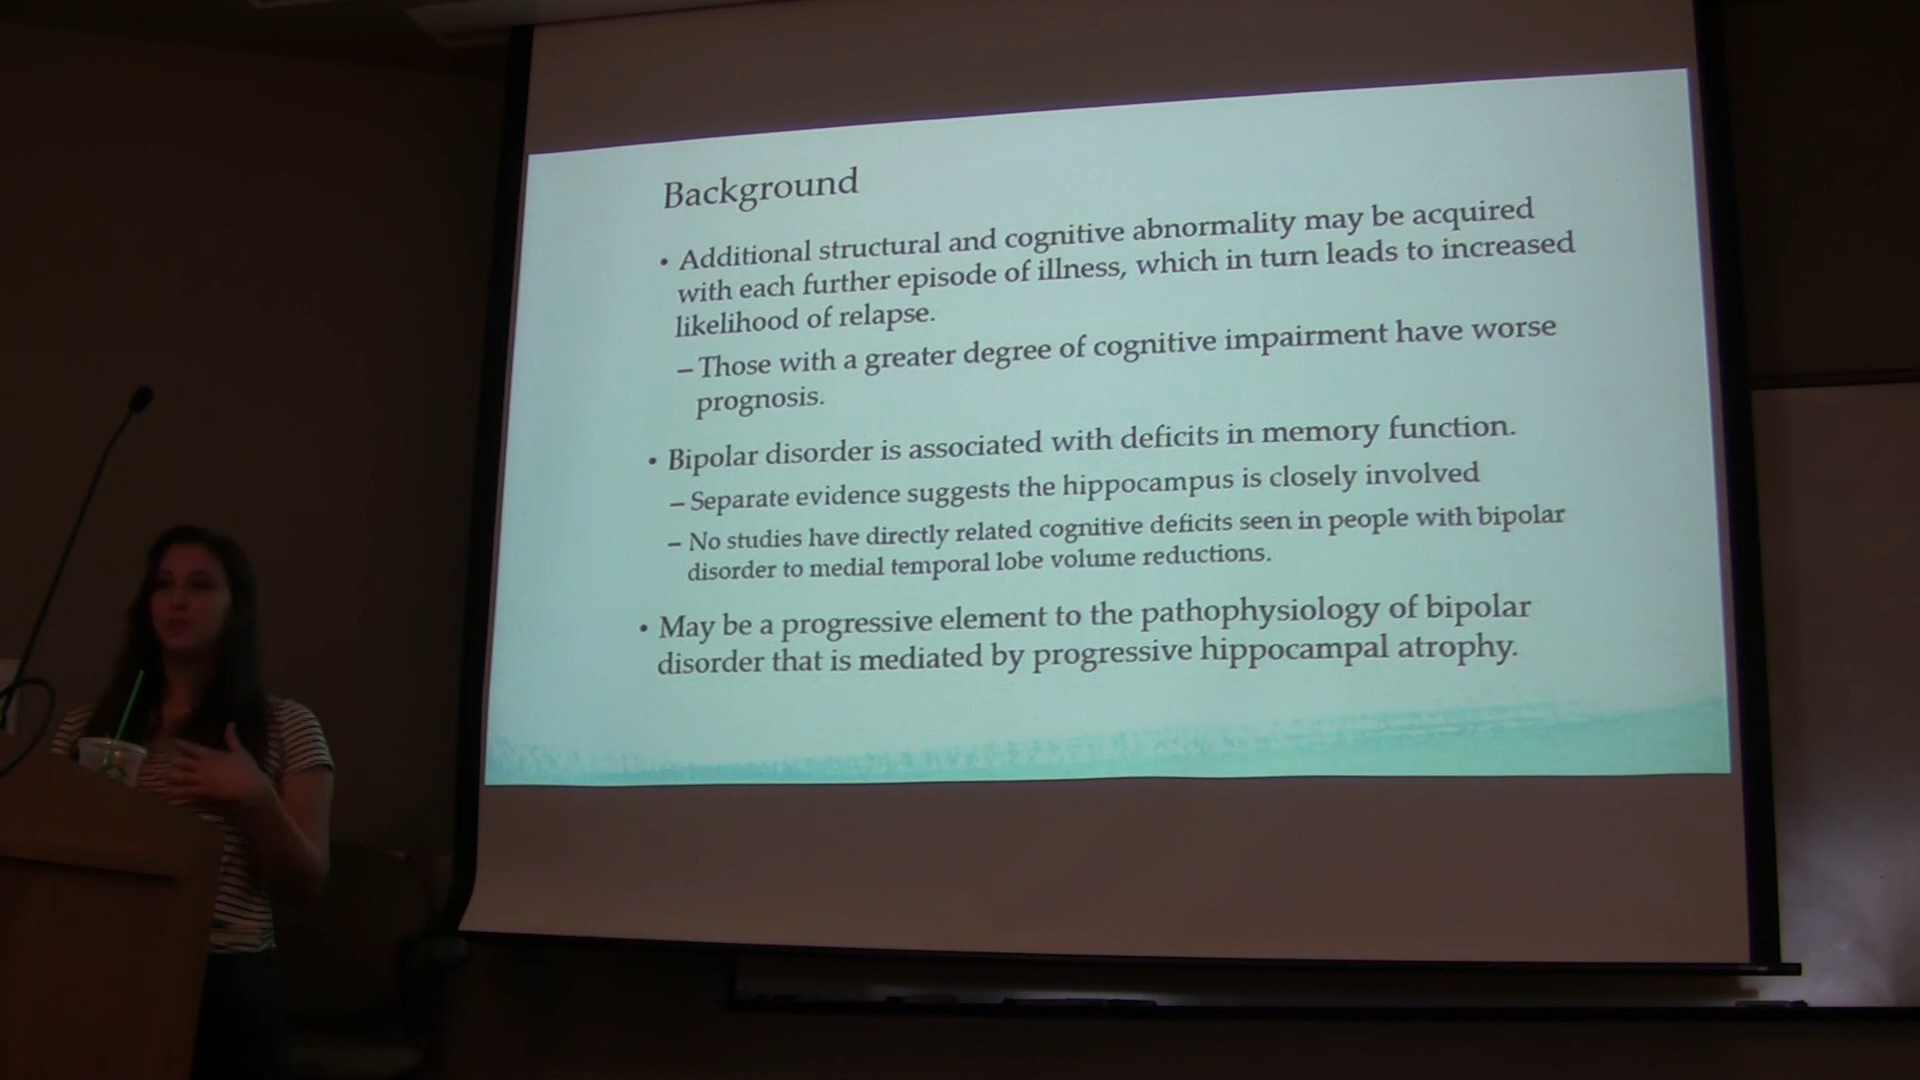 Background
• Additional structural and cognitive abnormality may be acquired
with each further episode of illness, which in turn leads to increased
likelihood of relapse.
– Those with a greater degree of cognitive impairment have worse
prognosis.
• Bipolar disorder is associated with deficits in memory function.
– Separate evidence suggests the hippocampus is closely involved
– No studies have directly related cognitive deficits seen in people with bipolar
disorder to medial temporal lobe volume reductions.
• May be a progressive element to the pathophysiology of bipolar
disorder that is mediated by progressive hippocampal atrophy.